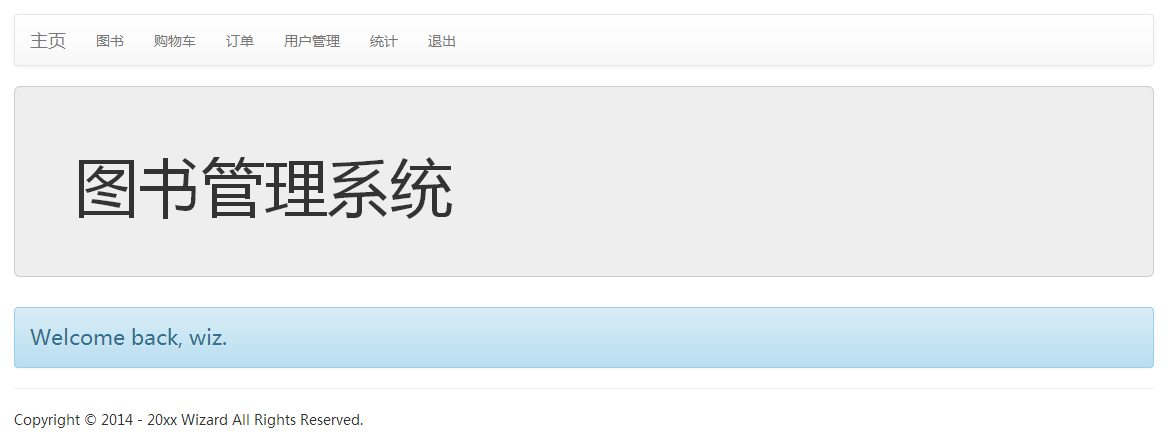 主页 图书 购物车 订单 用户管理 统计 退出
图书管理系统
Welcome back, wiz.
Copyright © 2014 - 20xx Wizard All Rights Reserved.